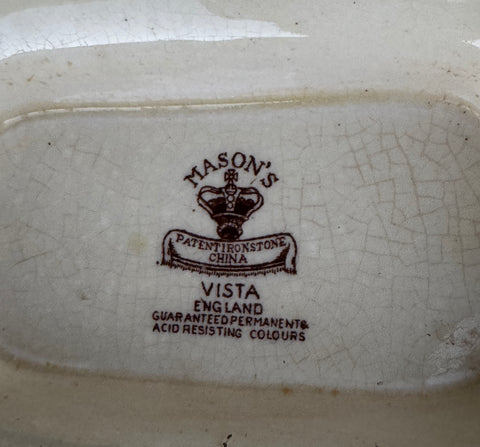 MASON'S
PATENT IRONSTONE
CHINA
VISTA
ENGLAND
GUARANTEED PERMANENT &
ACID RESISTING COLOURS